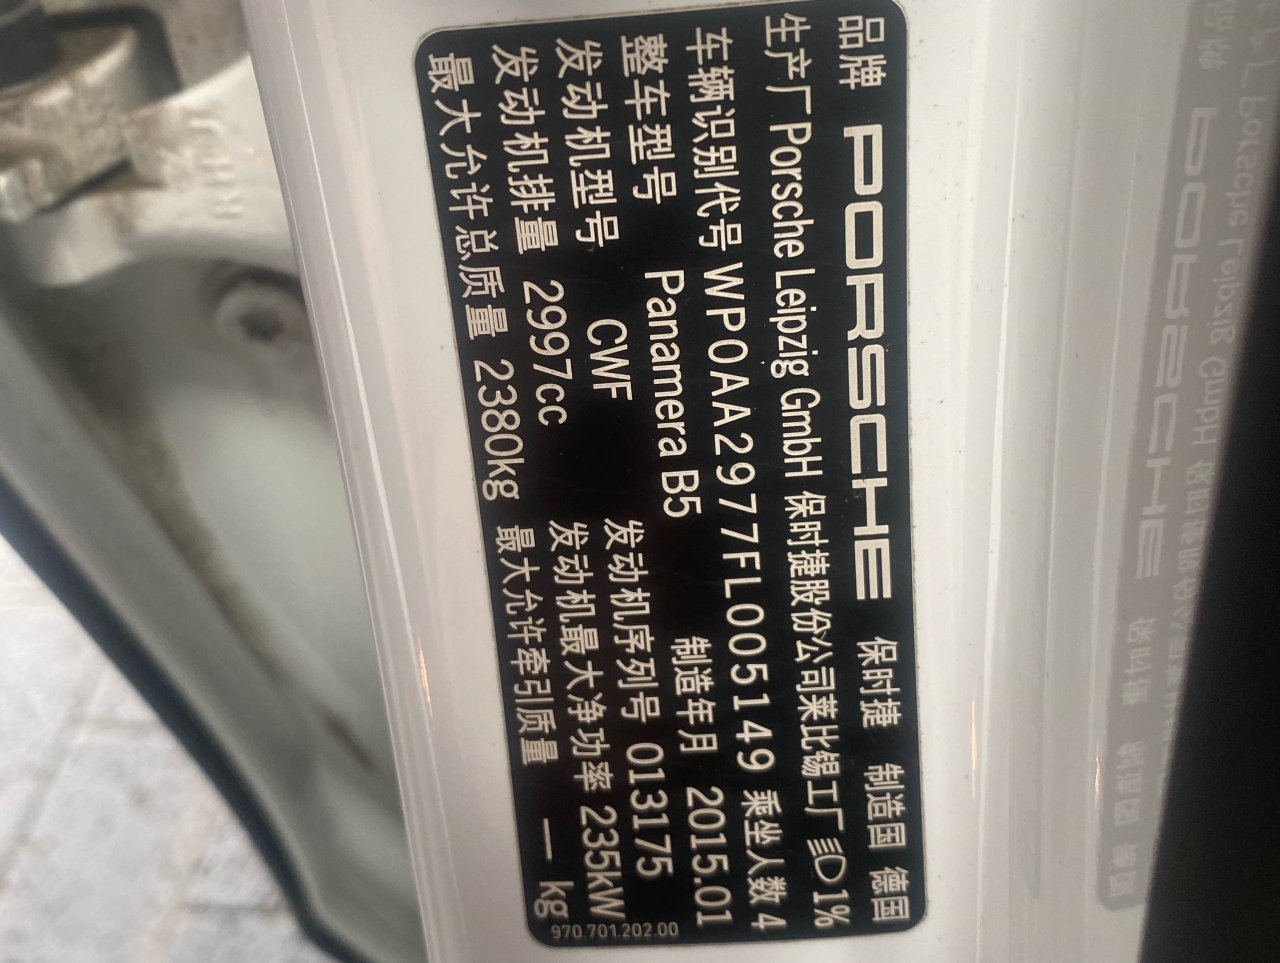 品牌 PORSCHE 保时捷 制造国 德国
生产厂 Porsche Leipzig GmbH 保时捷股份公司莱比锡工厂 1%
车辆识别代号 WP0AA2977FL005149 乘坐人数 4
整车型号 Panamera B5 制造年月 2015.01
发动机型号 CWF 发动机序列号 013175
发动机排量 2997cc 发动机最大净功率 235kW
最大允许总质量 2380kg 最大允许牵引质量 — kg
970.701.202.00